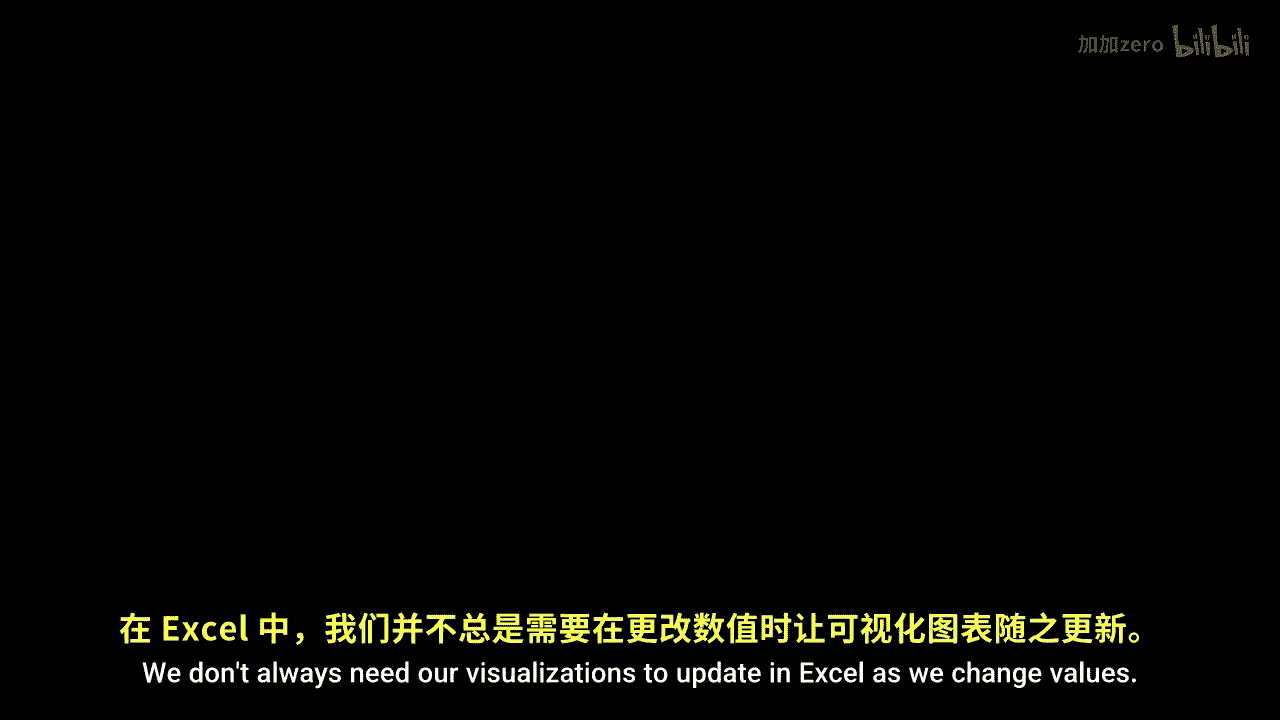 加加zero bilibili
在 Excel 中，我们并不总是需要在更改数值时让可视化图表随之更新。
We don't always need our visualizations to update in Excel as we change values.